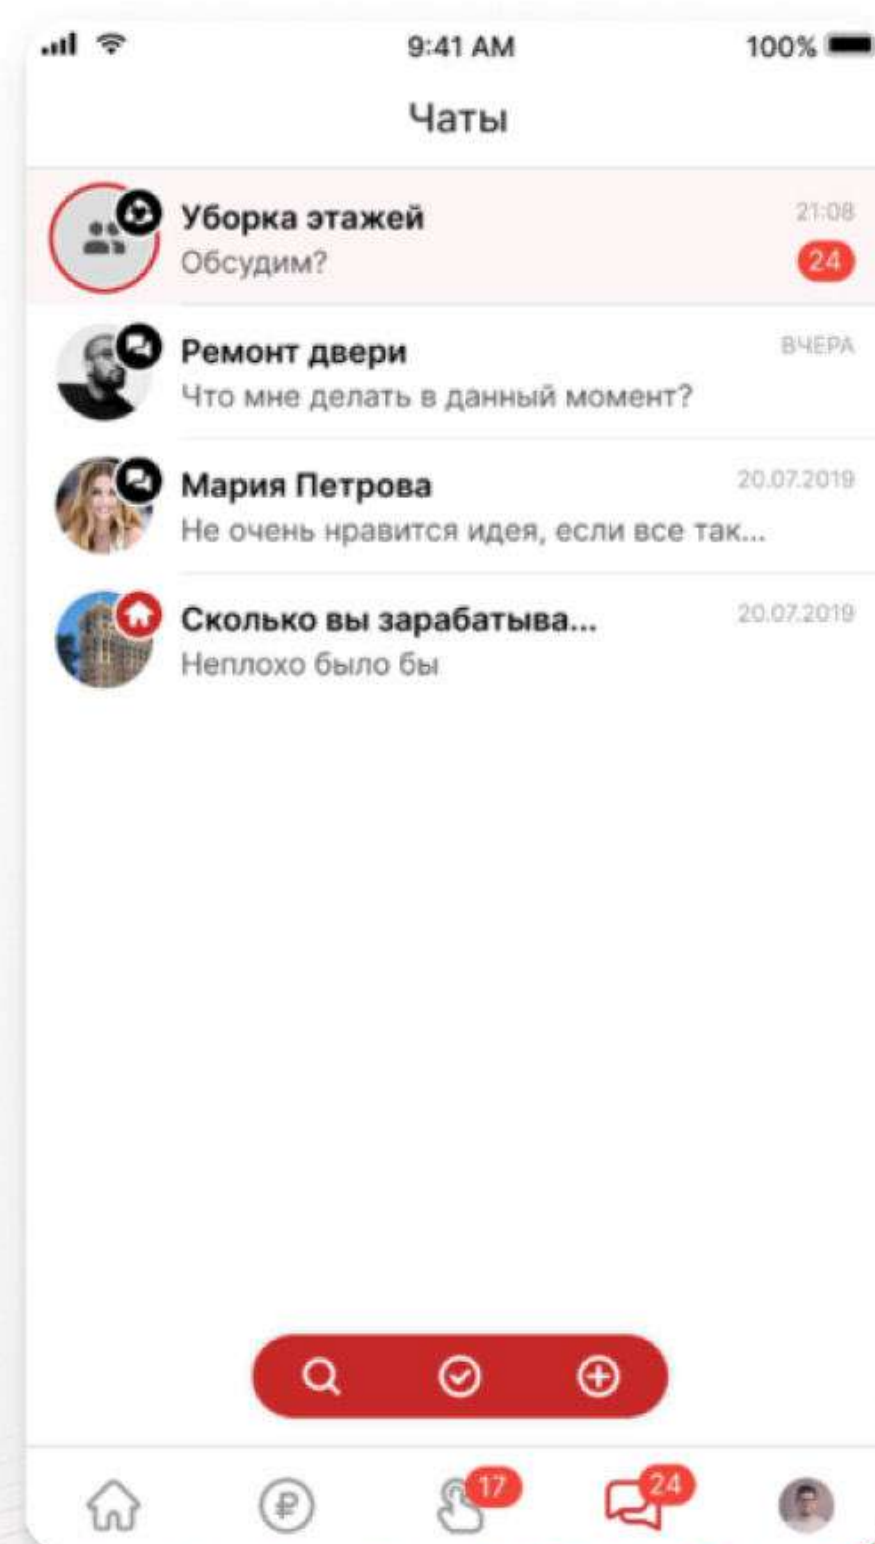 9:41 AM 100%
Чаты
Уборка этажей 21:08
Обсудим? 24
Ремонт двери ВЧЕРА
Что мне делать в данный момент?
Мария Петрова 20.07.2019
Не очень нравится идея, если все так...
Сколько вы зарабатыва... 20.07.2019
Неплохо было бы
17 24